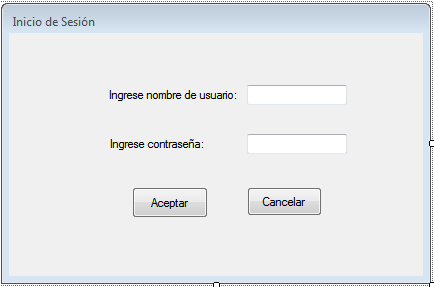 Inicio de Sesión
Ingrese nombre de usuario:
Ingrese contraseña:
Aceptar Cancelar